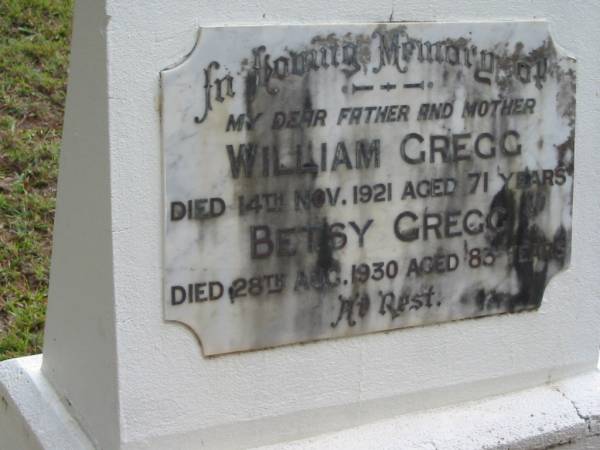 In Loving Memory of
MY DEAR FATHER AND MOTHER
WILLIAM GREGG
DIED 14TH NOV. 1921 AGED 71 YEARS
BETSY GREGG
DIED 28TH AUG. 1930 AGED 83 YEARS
At Rest.